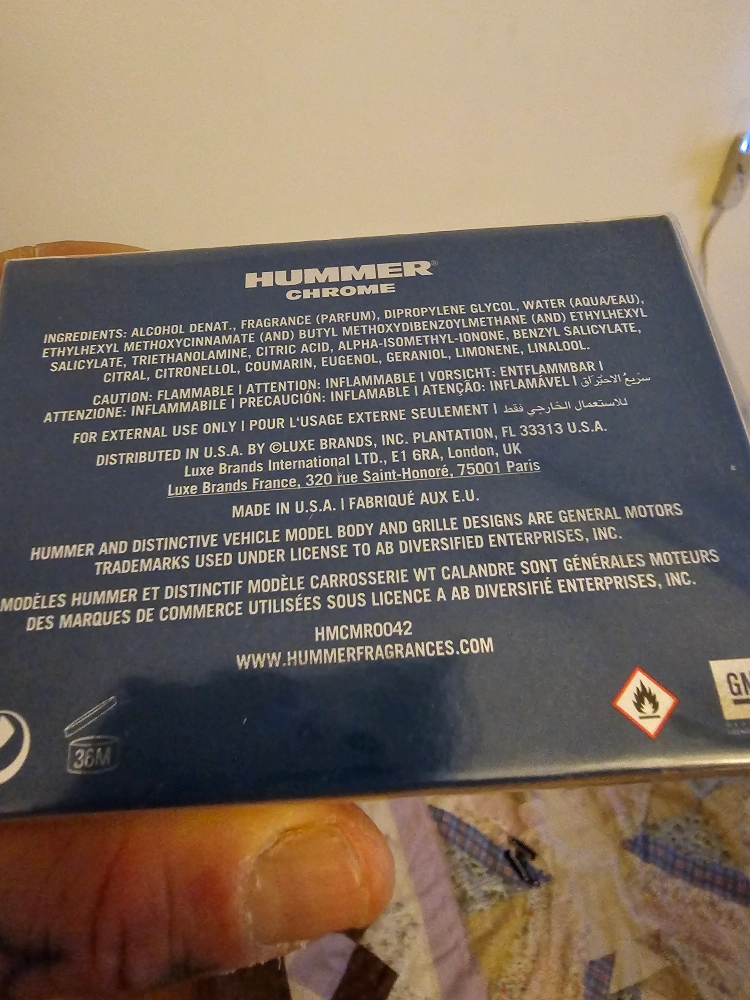 HUMMER®
CHROME
INGREDIENTS: ALCOHOL DENAT., FRAGRANCE (PARFUM), DIPROPYLENE GLYCOL, WATER (AQUA/EAU),
ETHYLHEXYL METHOXYCINNAMATE (AND) BUTYL METHOXYDIBENZOYLMETHANE (AND) ETHYLHEXYL
SALICYLATE, TRIETHANOLAMINE, CITRIC ACID, ALPHA-ISOMETHYL-IONONE, BENZYL SALICYLATE,
CITRAL, CITRONELLOL, COUMARIN, EUGENOL, GERANIOL, LIMONENE, LINALOOL.
CAUTION: FLAMMABLE | ATTENTION: INFLAMMABLE | VORSICHT: ENTFLAMMBAR |
ATTENZIONE: INFLAMMABILE | PRECAUCIÓN: INFLAMABLE | ATENÇÃO: INFLAMÁVEL | سريعُ الاحتِرَاق
FOR EXTERNAL USE ONLY | POUR L'USAGE EXTERNE SEULEMENT | للاستعمال الخارجي فقط
DISTRIBUTED IN U.S.A. BY ©LUXE BRANDS, INC. PLANTATION, FL 33313 U.S.A.
Luxe Brands International LTD., E1 6RA, London, UK
Luxe Brands France, 320 rue Saint-Honoré, 75001 Paris
MADE IN U.S.A. | FABRIQUÉ AUX E.U.
HUMMER AND DISTINCTIVE VEHICLE MODEL BODY AND GRILLE DESIGNS ARE GENERAL MOTORS
TRADEMARKS USED UNDER LICENSE TO AB DIVERSIFIED ENTERPRISES, INC.
MODÈLES HUMMER ET DISTINCTIF MODÈLE CARROSSERIE WT CALANDRE SONT GÉNÉRALES MOTEURS
DES MARQUES DE COMMERCE UTILISÉES SOUS LICENCE A AB DIVERSIFIÉ ENTERPRISES, INC.
HMCMR0042
WWW.HUMMERFRAGRANCES.COM
36M